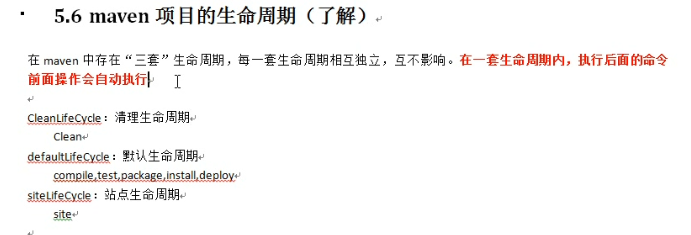 5.6 maven 项目的生命周期（了解）
在 maven 中存在“三套”生命周期，每一套生命周期相互独立，互不影响。在一套生命周期内，执行后面的命令
前面操作会自动执行
CleanLifeCycle：清理生命周期
Clean
defaultLifeCycle：默认生命周期
compile,test,package,install,deploy
siteLifeCycle：站点生命周期
site